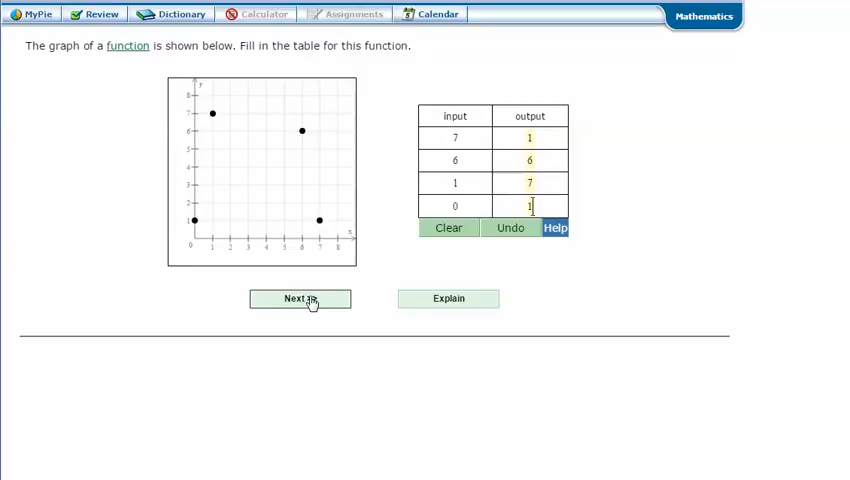 MyPie Review Dictionary Calculator Assignments 5 Calendar Mathematics
The graph of a function is shown below. Fill in the table for this function.
y
8
7
6
5
4
3
2
1
0 1 2 3 4 5 6 7 8 x
input output
7 1
6 6
1 7
0 1
Clear Undo Help
Next >> Explain